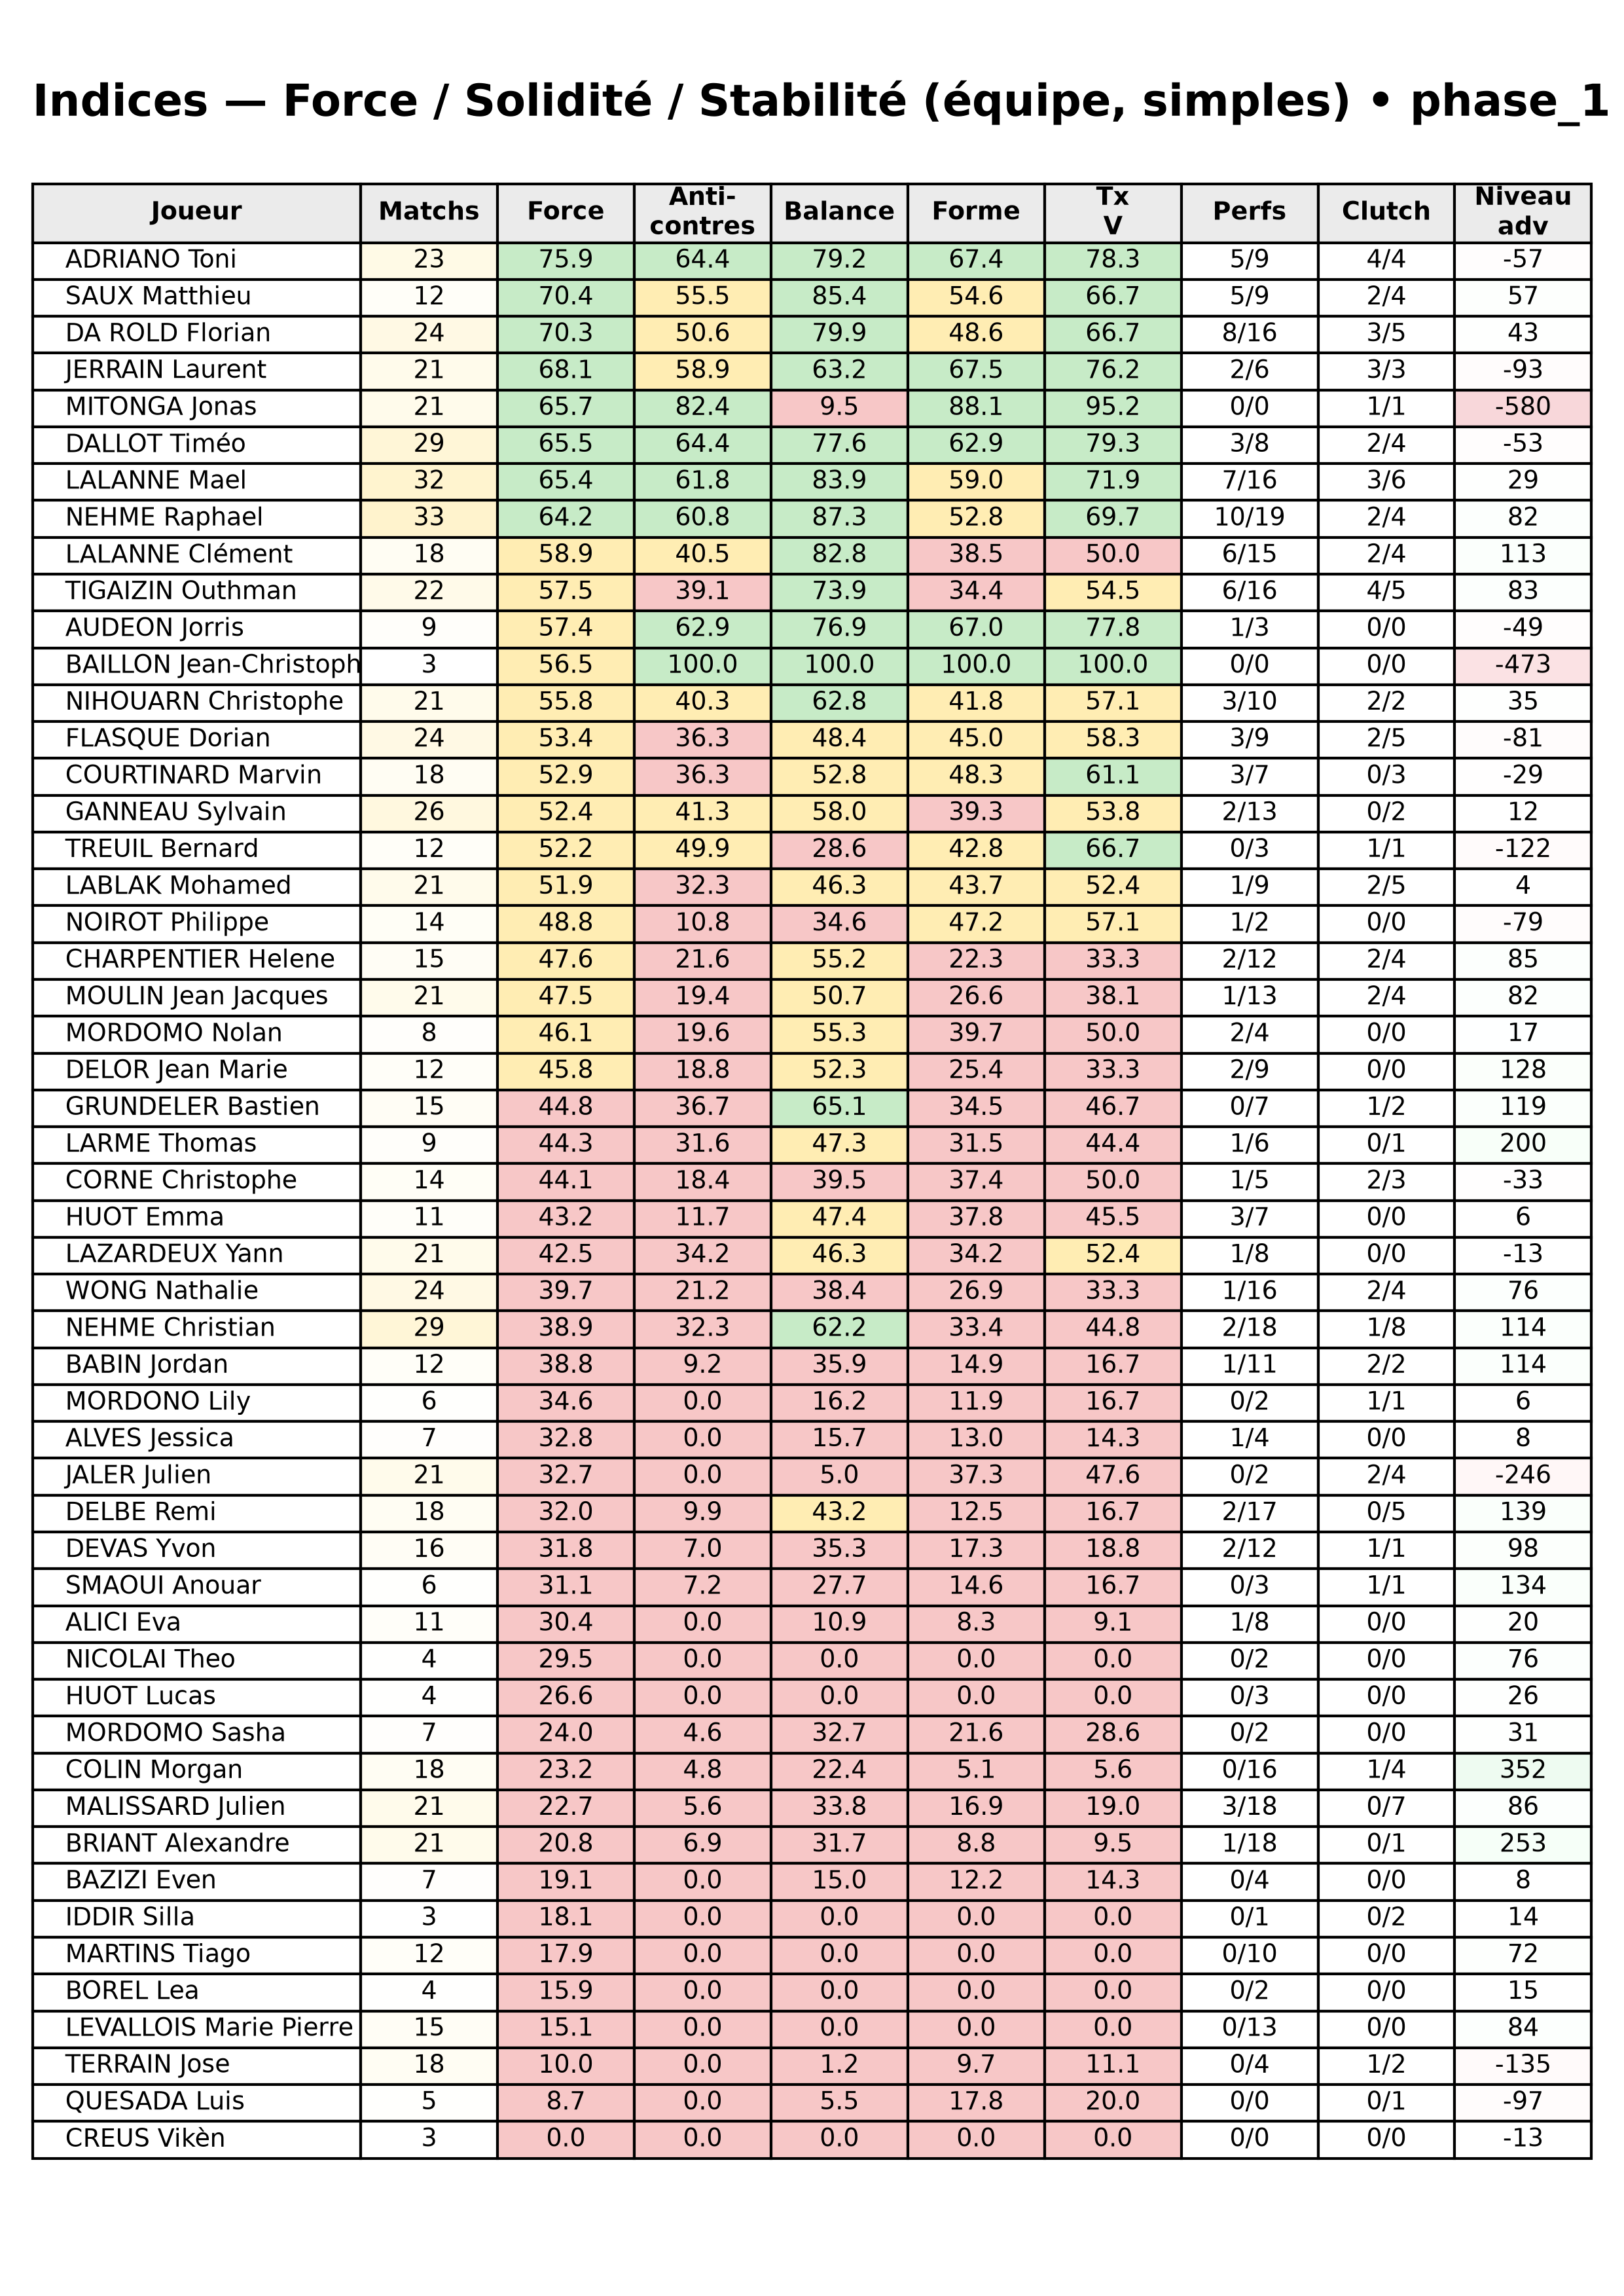 Indices — Force / Solidité / Stabilité (équipe, simples) • phase_1
Joueur Matchs Force Anti-contres Balance Forme Tx V Perfs Clutch Niveau adv
ADRIANO Toni 23 75.9 64.4 79.2 67.4 78.3 5/9 4/4 -57
SAUX Matthieu 12 70.4 55.5 85.4 54.6 66.7 5/9 2/4 57
DA ROLD Florian 24 70.3 50.6 79.9 48.6 66.7 8/16 3/5 43
JERRAIN Laurent 21 68.1 58.9 63.2 67.5 76.2 2/6 3/3 -93
MITONGA Jonas 21 65.7 82.4 9.5 88.1 95.2 0/0 1/1 -580
DALLOT Timéo 29 65.5 64.4 77.6 62.9 79.3 3/8 2/4 -53
LALANNE Mael 32 65.4 61.8 83.9 59.0 71.9 7/16 3/6 29
NEHME Raphael 33 64.2 60.8 87.3 52.8 69.7 10/19 2/4 82
LALANNE Clément 18 58.9 40.5 82.8 38.5 50.0 6/15 2/4 113
TIGAIZIN Outhman 22 57.5 39.1 73.9 34.4 54.5 6/16 4/5 83
AUDEON Jorris 9 57.4 62.9 76.9 67.0 77.8 1/3 0/0 -49
BAILLON Jean-Christoph 3 56.5 100.0 100.0 100.0 100.0 0/0 0/0 -473
NIHOUARN Christophe 21 55.8 40.3 62.8 41.8 57.1 3/10 2/2 35
FLASQUE Dorian 24 53.4 36.3 48.4 45.0 58.3 3/9 2/5 -81
COURTINARD Marvin 18 52.9 36.3 52.8 48.3 61.1 3/7 0/3 -29
GANNEAU Sylvain 26 52.4 41.3 58.0 39.3 53.8 2/13 0/2 12
TREUIL Bernard 12 52.2 49.9 28.6 42.8 66.7 0/3 1/1 -122
LABLAK Mohamed 21 51.9 32.3 46.3 43.7 52.4 1/9 2/5 4
NOIROT Philippe 14 48.8 10.8 34.6 47.2 57.1 1/2 0/0 -79
CHARPENTIER Helene 15 47.6 21.6 55.2 22.3 33.3 2/12 2/4 85
MOULIN Jean Jacques 21 47.5 19.4 50.7 26.6 38.1 1/13 2/4 82
MORDOMO Nolan 8 46.1 19.6 55.3 39.7 50.0 2/4 0/0 17
DELOR Jean Marie 12 45.8 18.8 52.3 25.4 33.3 2/9 0/0 128
GRUNDELER Bastien 15 44.8 36.7 65.1 34.5 46.7 0/7 1/2 119
LARME Thomas 9 44.3 31.6 47.3 31.5 44.4 1/6 0/1 200
CORNE Christophe 14 44.1 18.4 39.5 37.4 50.0 1/5 2/3 -33
HUOT Emma 11 43.2 11.7 47.4 37.8 45.5 3/7 0/0 6
LAZARDEUX Yann 21 42.5 34.2 46.3 34.2 52.4 1/8 0/0 -13
WONG Nathalie 24 39.7 21.2 38.4 26.9 33.3 1/16 2/4 76
NEHME Christian 29 38.9 32.3 62.2 33.4 44.8 2/18 1/8 114
BABIN Jordan 12 38.8 9.2 35.9 14.9 16.7 1/11 2/2 114
MORDONO Lily 6 34.6 0.0 16.2 11.9 16.7 0/2 1/1 6
ALVES Jessica 7 32.8 0.0 15.7 13.0 14.3 1/4 0/0 8
JALER Julien 21 32.7 0.0 5.0 37.3 47.6 0/2 2/4 -246
DELBE Remi 18 32.0 9.9 43.2 12.5 16.7 2/17 0/5 139
DEVAS Yvon 16 31.8 7.0 35.3 17.3 18.8 2/12 1/1 98
SMAOUI Anouar 6 31.1 7.2 27.7 14.6 16.7 0/3 1/1 134
ALICI Eva 11 30.4 0.0 10.9 8.3 9.1 1/8 0/0 20
NICOLAI Theo 4 29.5 0.0 0.0 0.0 0.0 0/2 0/0 76
HUOT Lucas 4 26.6 0.0 0.0 0.0 0.0 0/3 0/0 26
MORDOMO Sasha 7 24.0 4.6 32.7 21.6 28.6 0/2 0/0 31
COLIN Morgan 18 23.2 4.8 22.4 5.1 5.6 0/16 1/4 352
MALISSARD Julien 21 22.7 5.6 33.8 16.9 19.0 3/18 0/7 86
BRIANT Alexandre 21 20.8 6.9 31.7 8.8 9.5 1/18 0/1 253
BAZIZI Even 7 19.1 0.0 15.0 12.2 14.3 0/4 0/0 8
IDDIR Silla 3 18.1 0.0 0.0 0.0 0.0 0/1 0/2 14
MARTINS Tiago 12 17.9 0.0 0.0 0.0 0.0 0/10 0/0 72
BOREL Lea 4 15.9 0.0 0.0 0.0 0.0 0/2 0/0 15
LEVALLOIS Marie Pierre 15 15.1 0.0 0.0 0.0 0.0 0/13 0/0 84
TERRAIN Jose 18 10.0 0.0 1.2 9.7 11.1 0/4 1/2 -135
QUESADA Luis 5 8.7 0.0 5.5 17.8 20.0 0/0 0/1 -97
CREUS Vikèn 3 0.0 0.0 0.0 0.0 0.0 0/0 0/0 -13